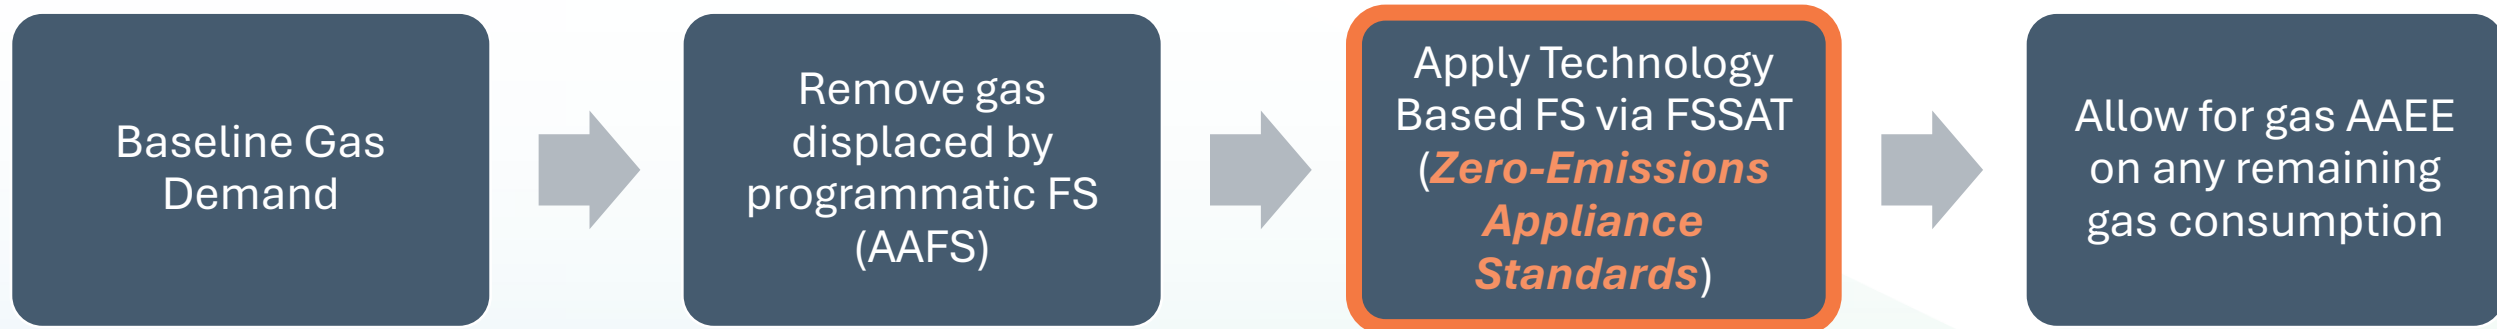 Baseline Gas
Demand
Remove gas
displaced by
programmatic FS
(AAFS)
Apply Technology
Based FS via FSSAT
(Zero-Emissions
Appliance
Standards)
Allow for gas AAEE
on any remaining
gas consumption